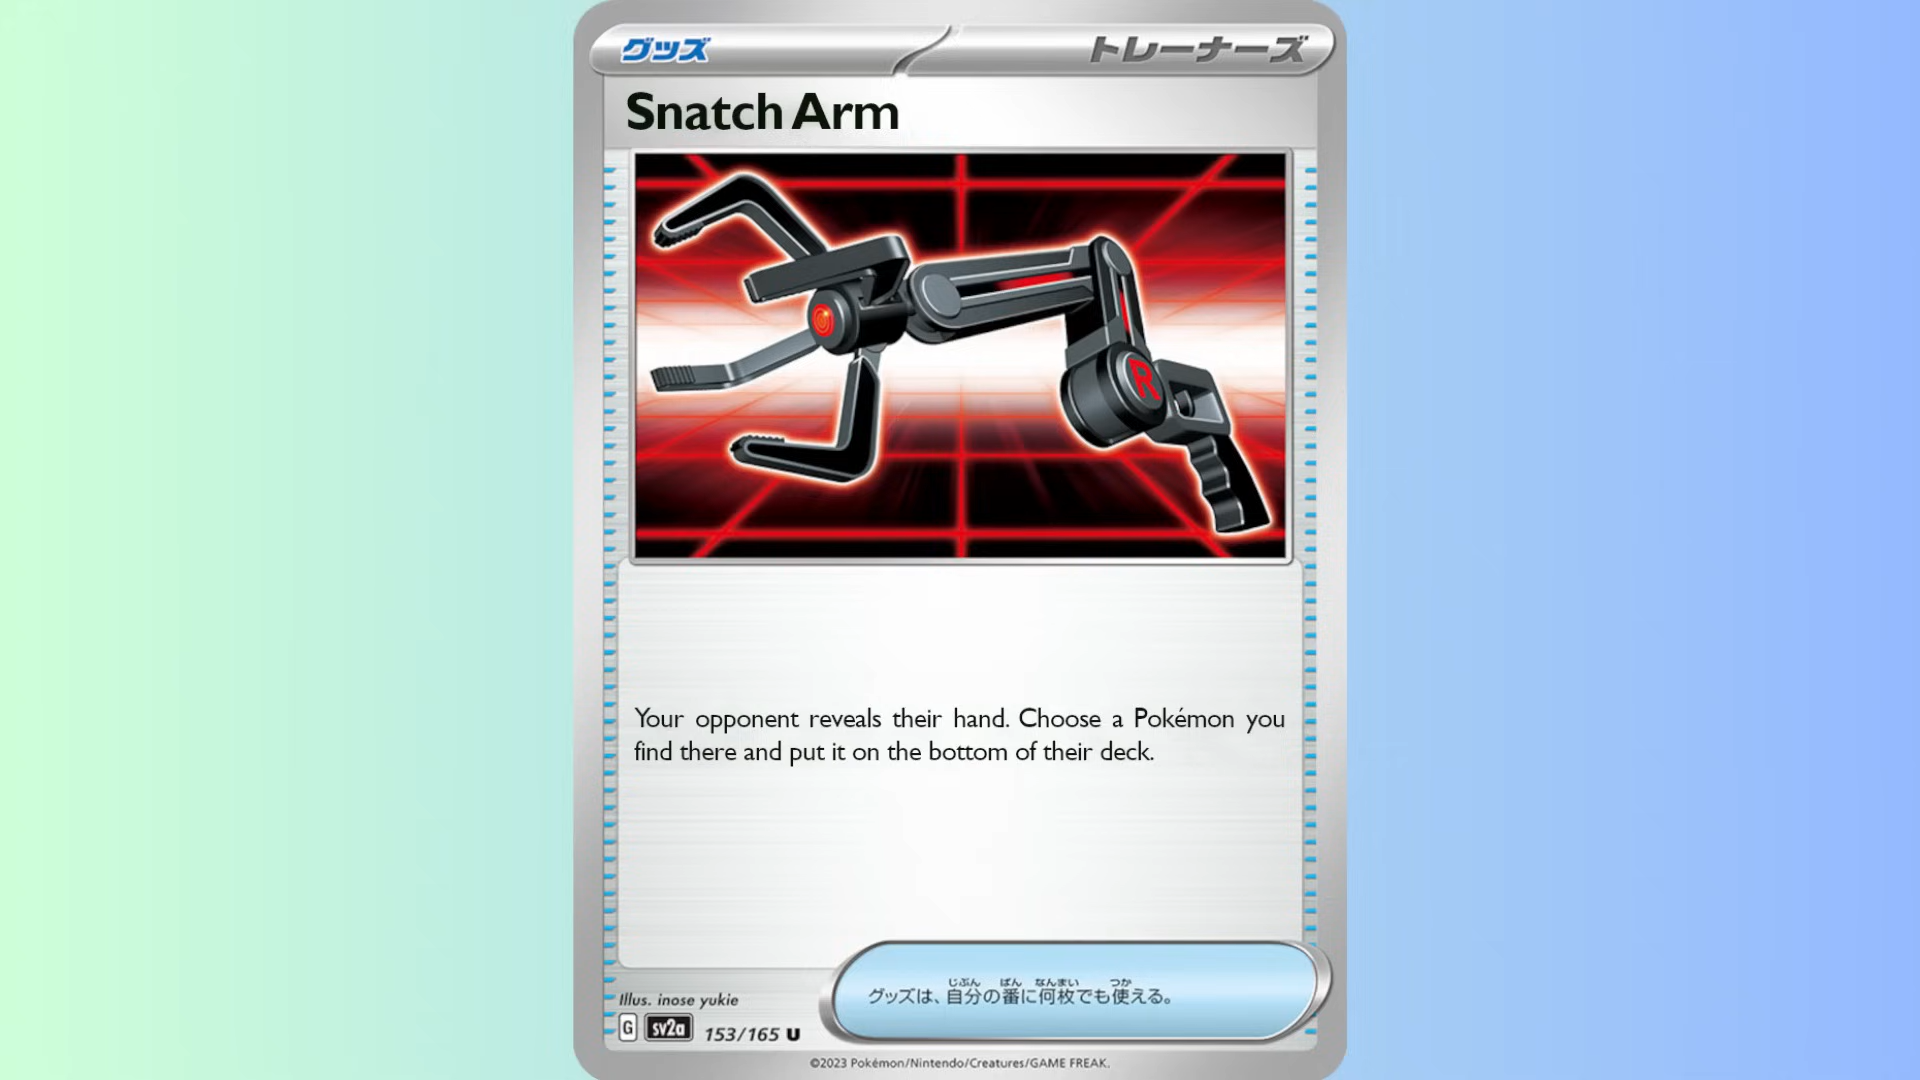 グッズ
トレーナーズ
Snatch Arm
R
Your opponent reveals their hand. Choose a Pokémon you
find there and put it on the bottom of their deck.
じぶん ばん なんまい つか
グッズは、自分の番に何枚でも使える。
Illus. inose yukie
G sv2a 153/165 U
©2023 Pokémon/Nintendo/Creatures/GAME FREAK.